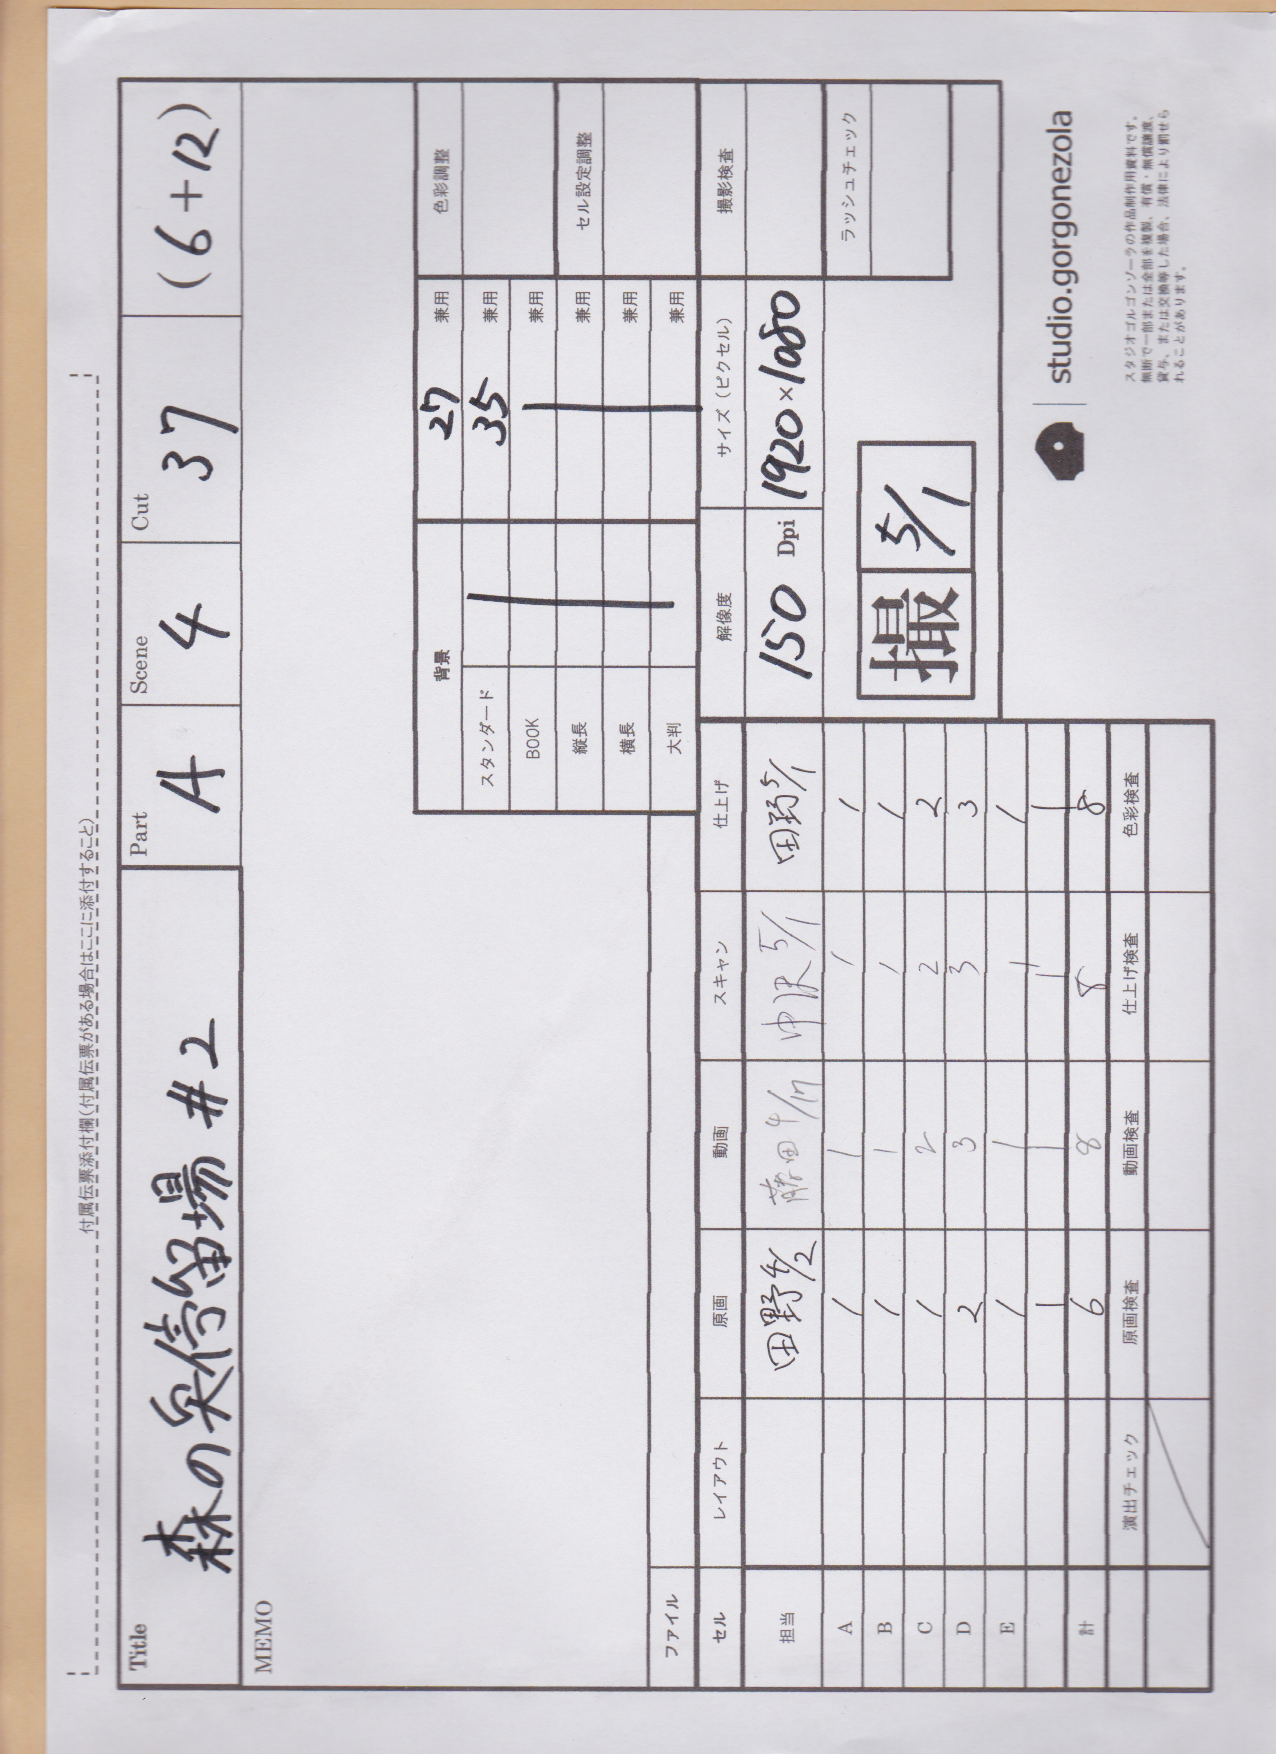 付属伝票添付欄(付属伝票がある場合はここに添付すること)
Title 森の停留場 #2
Part A
Scene 4
Cut 37
(6+12)
MEMO
背景
27 兼用
スタンダード 35 兼用
BOOK 兼用
縦長 兼用
横長 兼用
大判 兼用
色彩調整
セル設定調整
ファイル
セル レイアウト 原画 動画 スキャン 仕上げ
担当 田野 4/2 藤田 4/17 ゆ 5/1 田野 5/1
A 1 1 1 1
B 1 1 1 1
C 1 2 2 2
D 2 3 3 3
E 1 1 1 1
計 6 8 8 8
演出チェック 原画検査 動画検査 仕上げ検査 色彩検査
解像度 サイズ(ピクセル) 撮影検査
150 Dpi 1920×1080
ラッシュチェック
撮 5/1
studio.gorgonezola
スタジオゴルゴンゾーラの作品制作用資料です。
無断で一部または全部を複製、有償・無償譲渡、
貸与、または交換等した場合、法律により罰せら
れることがあります。